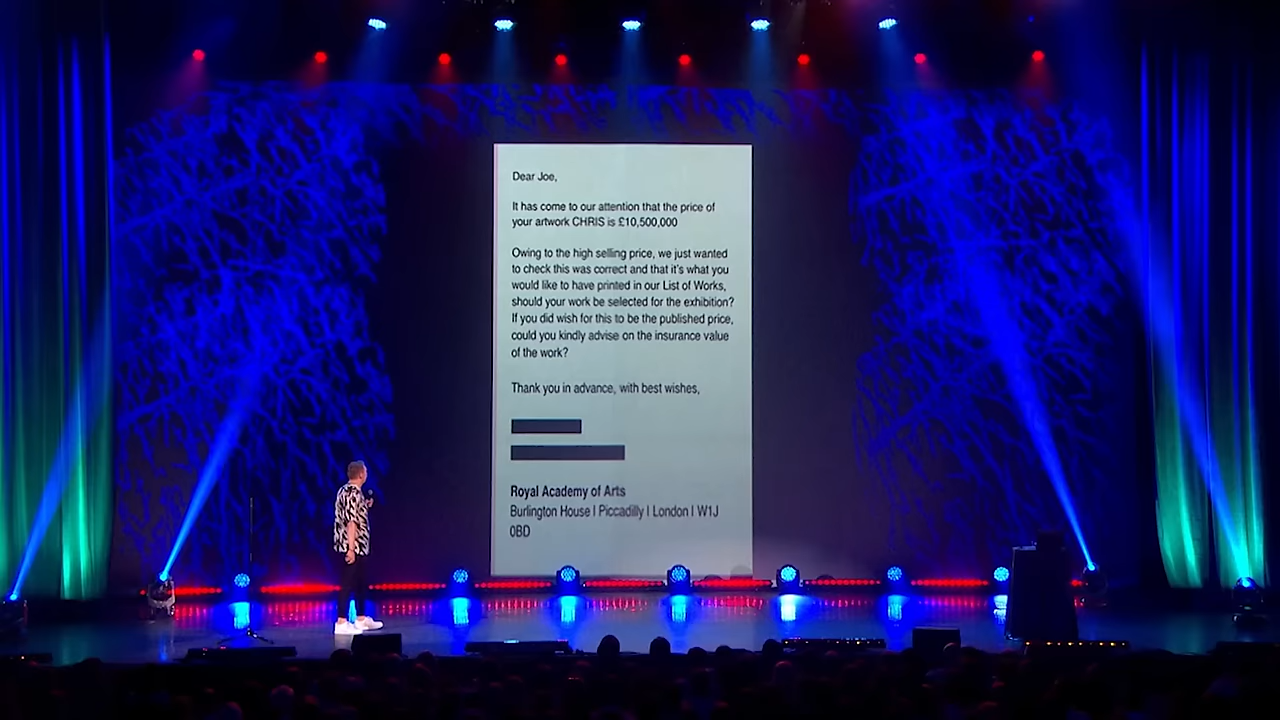 Dear Joe,
It has come to our attention that the price of
your artwork CHRIS is £10,500,000
Owing to the high selling price, we just wanted
to check this was correct and that it's what you
would like to have printed in our List of Works,
should your work be selected for the exhibition?
If you did wish for this to be the published price,
could you kindly advise on the insurance value
of the work?
Thank you in advance, with best wishes,
Royal Academy of Arts
Burlington House | Piccadilly | London | W1J
0BD